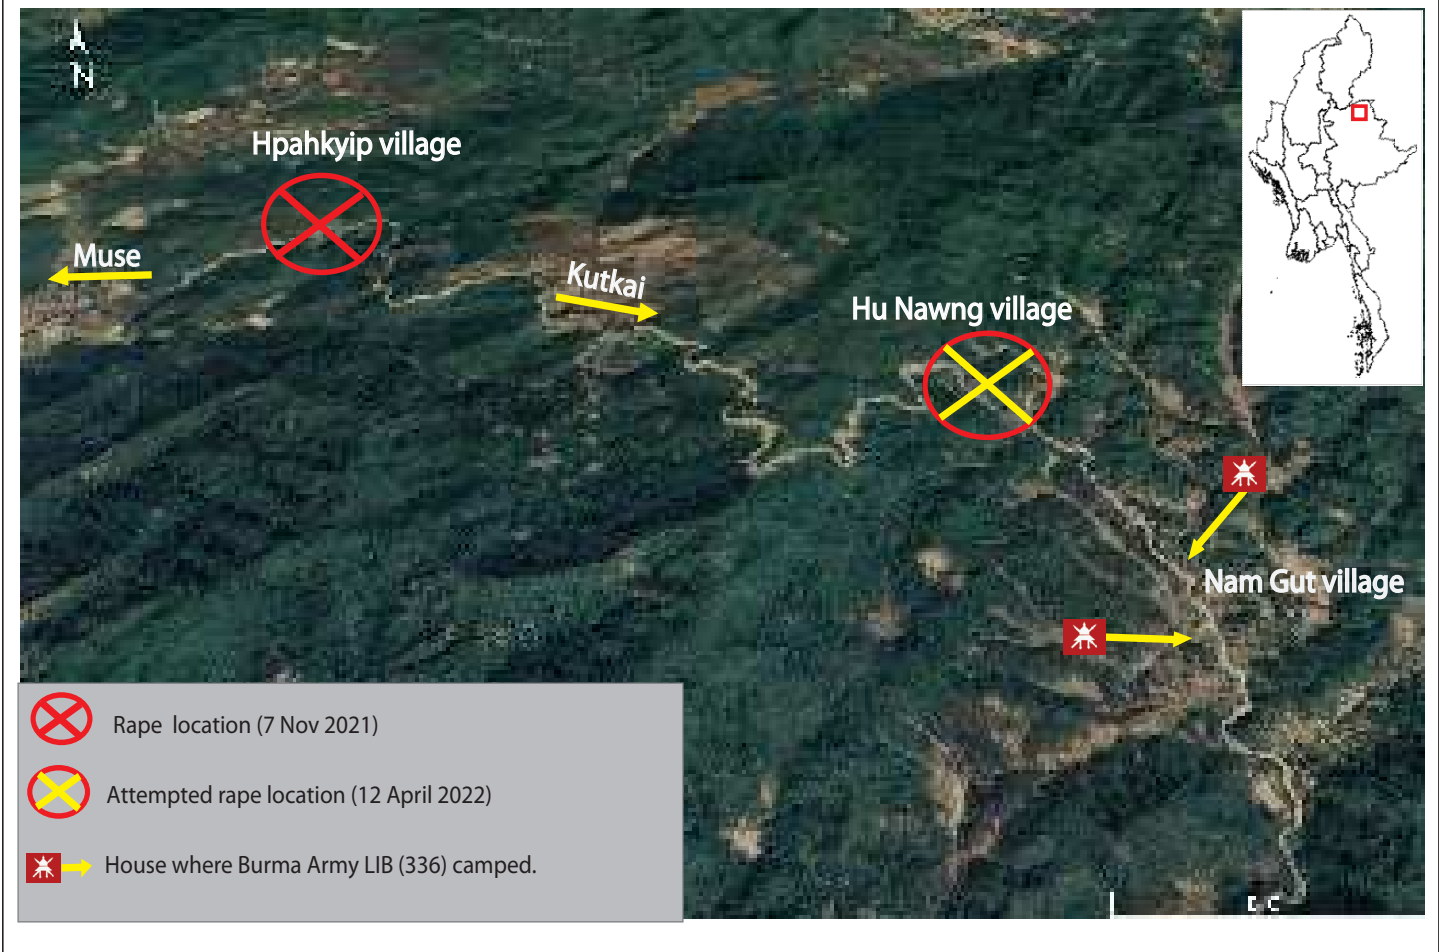 N
Hpahkyip village
Muse
Kutkai
Hu Nawng village
Nam Gut village
Rape location (7 Nov 2021)
Attempted rape location (12 April 2022)
House where Burma Army LIB (336) camped.